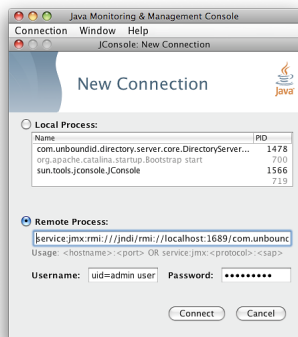 Java Monitoring & Management Console
Connection Window Help
JConsole: New Connection
New Connection
Java
Local Process:
Name PID
com.unboundid.directory.server.core.DirectoryServer... 1478
org.apache.catalina.startup.Bootstrap start 700
sun.tools.jconsole.JConsole 1566
719
Remote Process:
service:jmx:rmi:///jndi/rmi://localhost:1689/com.unbounc
Usage: <hostname>:<port> OR service:jmx:<protocol>:<sap>
Username: uid=admin user Password: •••••••••
Connect Cancel